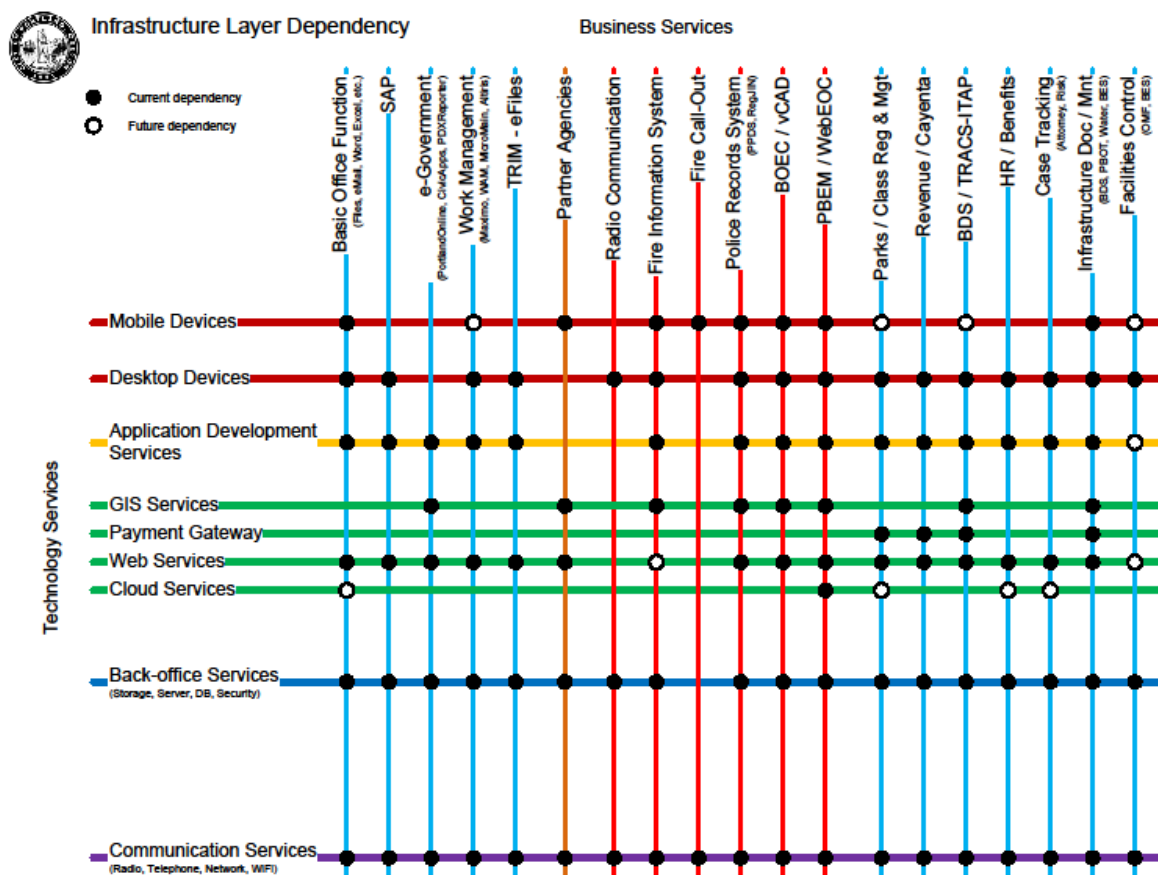 Infrastructure Layer Dependency
Business Services
Current dependency
Future dependency
Basic Office Function
(Files, eMail, Word, Excel, etc.)
SAP
e-Government
(PortlandOnline, CivicApps, PDXReporter)
Work Management
(Maximo, WAM, MicroMain, Altiris)
TRIM - eFiles
Partner Agencies
Radio Communication
Fire Information System
Fire Call-Out
Police Records System
(PPDS, RegJIN)
BOEC / vCAD
PBEM / WebEOC
Parks / Class Reg & Mgt
Revenue / Cayenta
BDS / TRACS-ITAP
HR / Benefits
Case Tracking
(Attorney, Risk)
Infrastructure Doc / Mnt
(BDS, PBOT, Water, BES)
Facilities Control
(OMF, BES)
Technology Services
Mobile Devices
Desktop Devices
Application Development
Services
GIS Services
Payment Gateway
Web Services
Cloud Services
Back-office Services
(Storage, Server, DB, Security)
Communication Services
(Radio, Telephone, Network, WiFi)